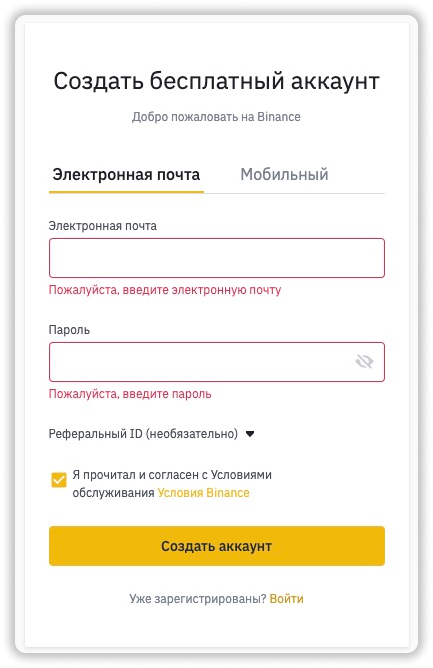 Создать бесплатный аккаунт
Добро пожаловать на Binance
Электронная почта
Мобильный
Электронная почта
Пожалуйста, введите электронную почту
Пароль
Пожалуйста, введите пароль
Реферальный ID (необязательно)
Я прочитал и согласен с Условиями
обслуживания Условия Binance
Создать аккаунт
Уже зарегистрированы? Войти